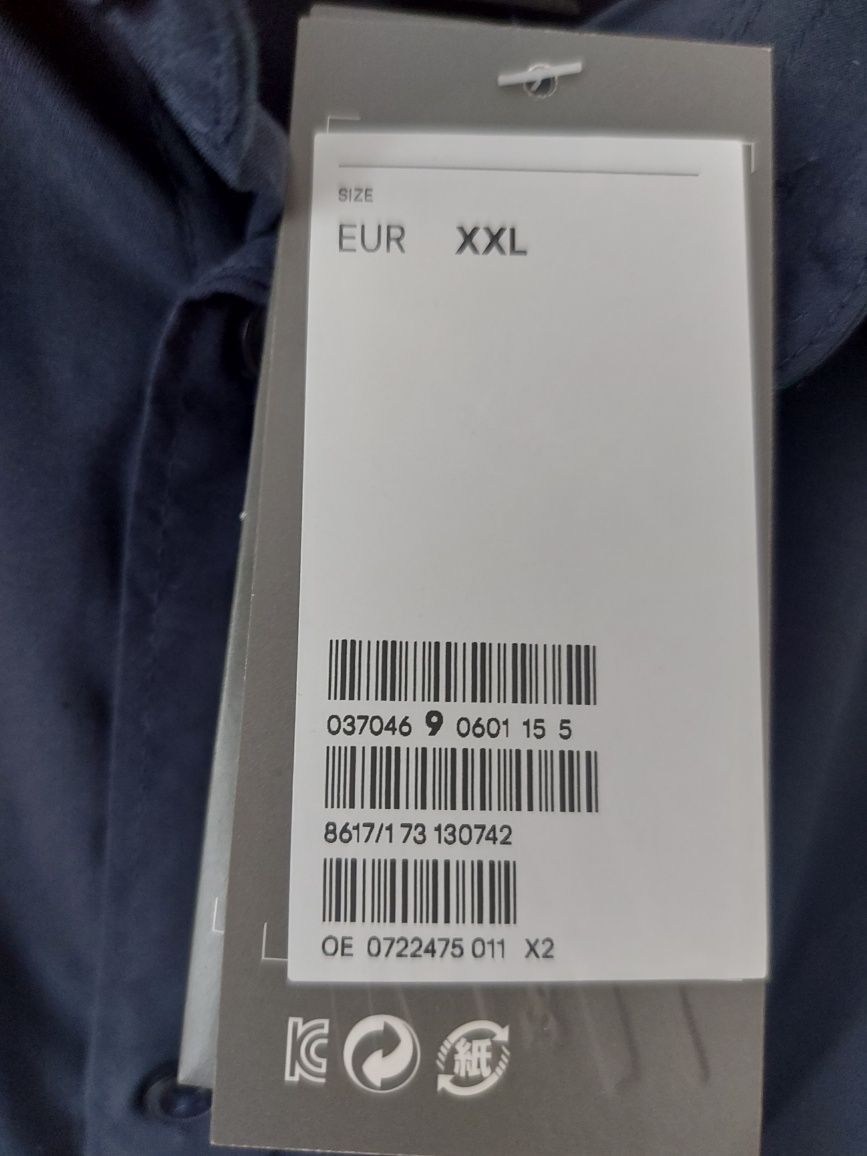 SIZE
EUR XXL
037046 9 0601 15 5
8617/1 73 130742
OE 0722475 011 X2
紙